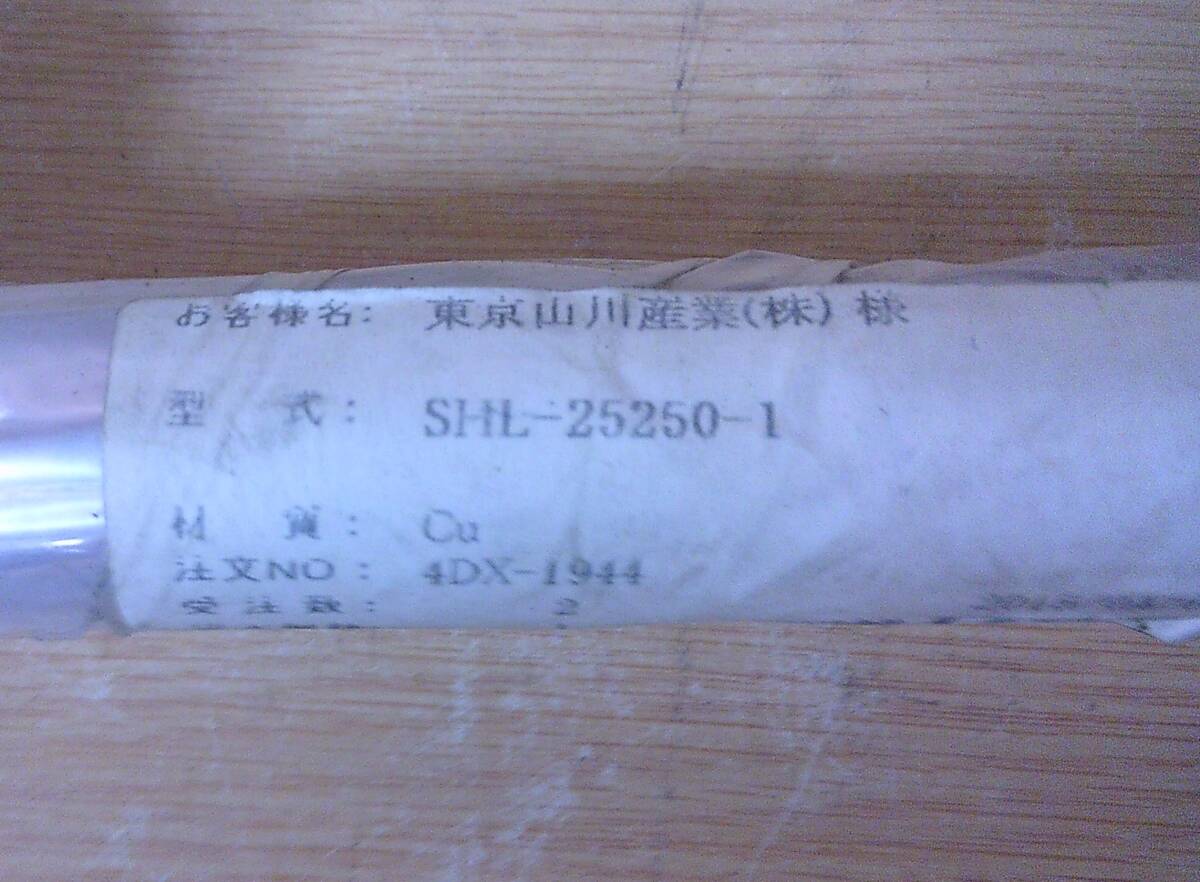 お客様名: 東京山川産業(株) 様
型 式: SHL-25250-1
材 質: Cu
注文NO: 4DX-1944
受注数: 2